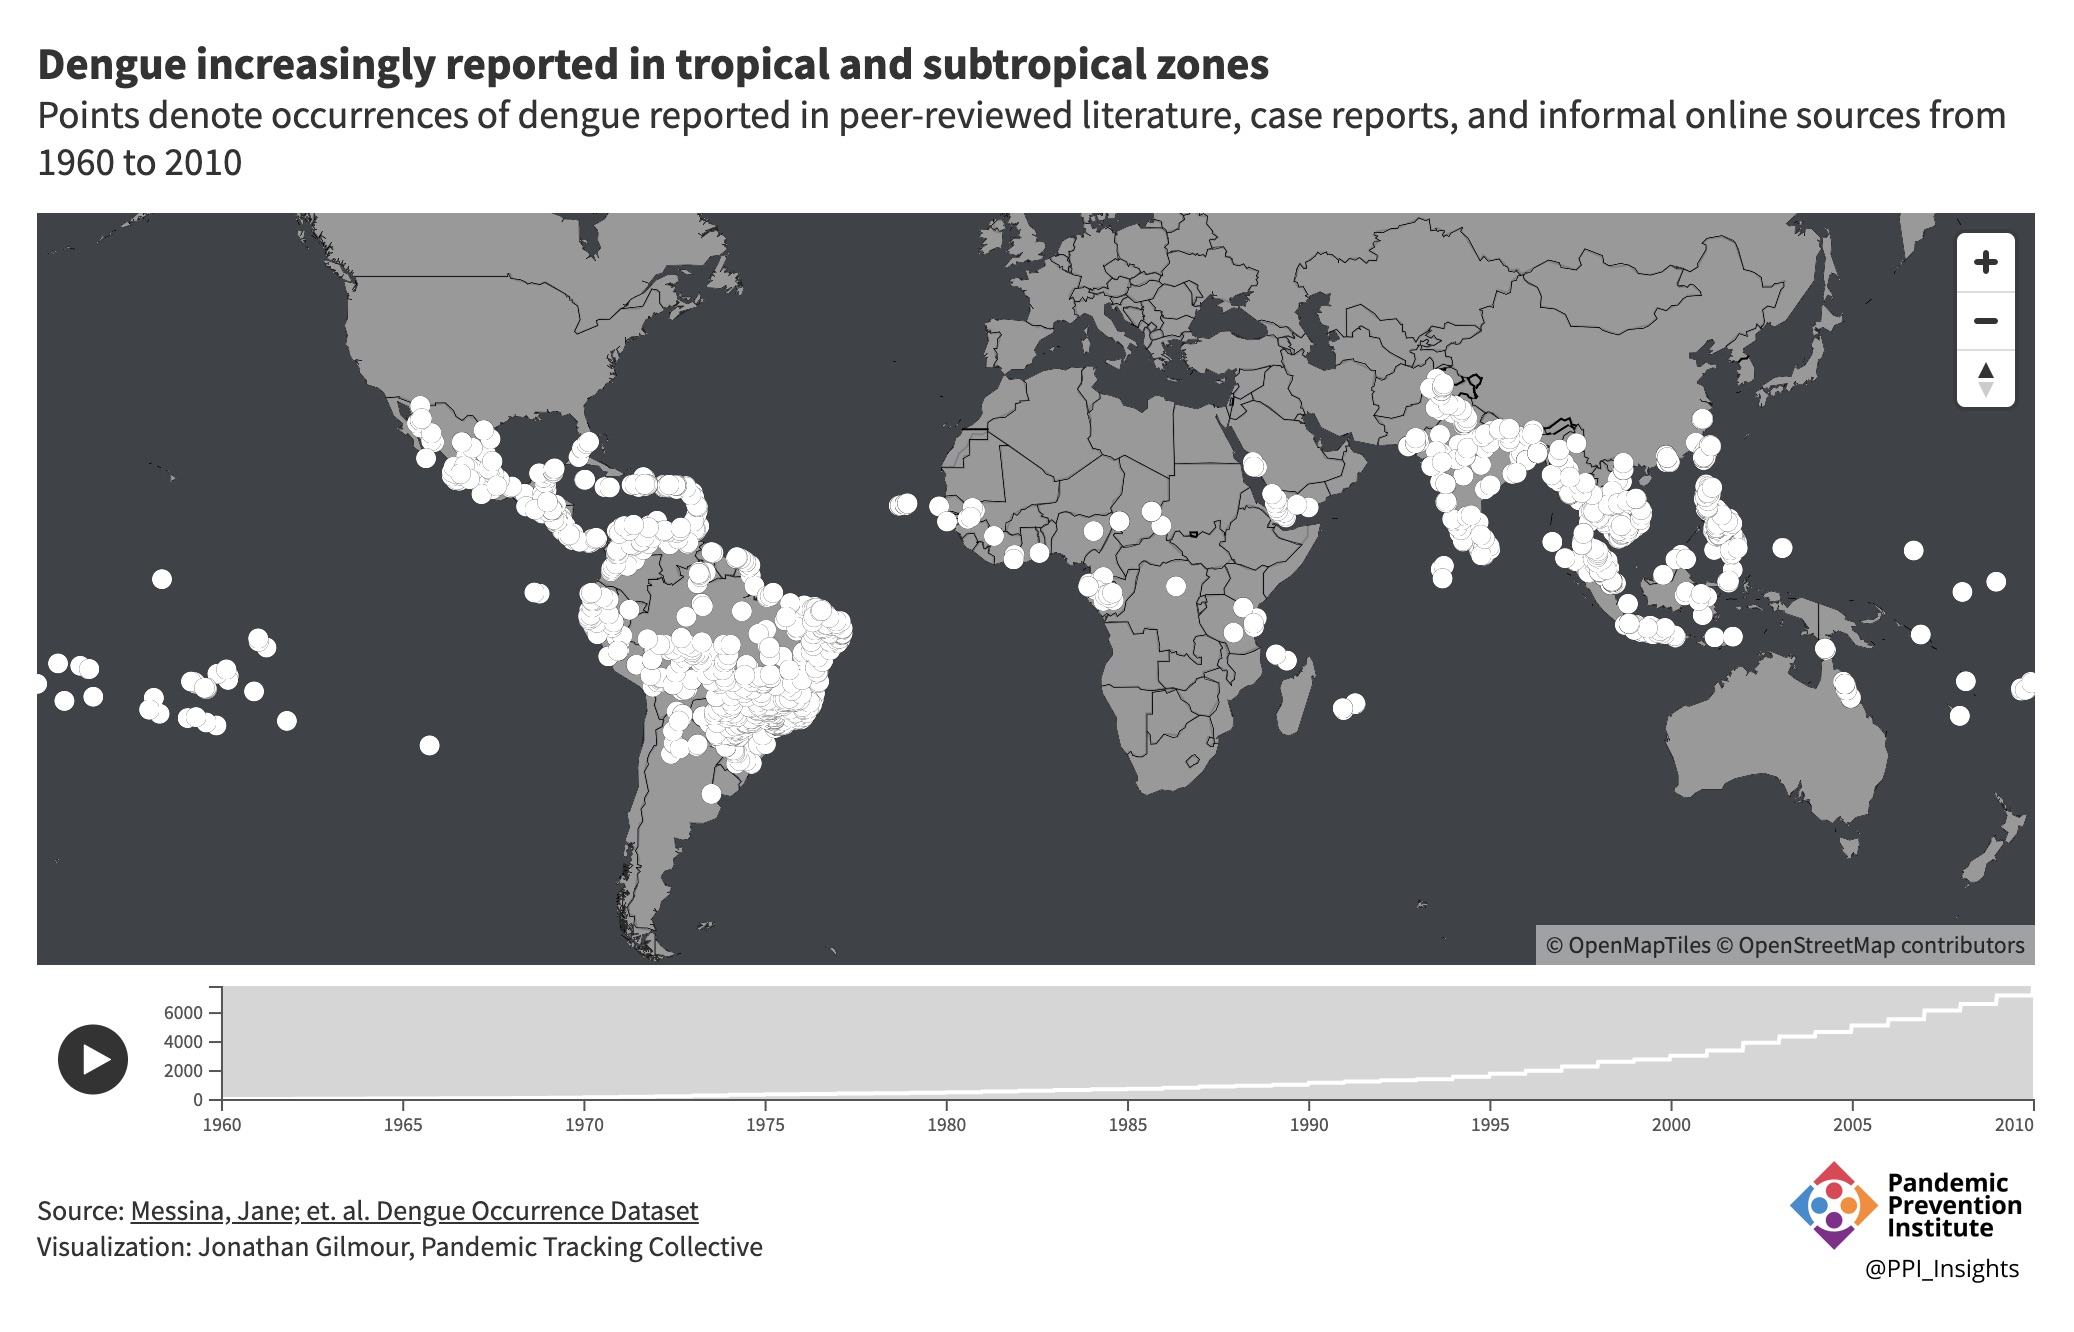 Dengue increasingly reported in tropical and subtropical zones
Points denote occurrences of dengue reported in peer-reviewed literature, case reports, and informal online sources from
1960 to 2010
+
−
© OpenMapTiles © OpenStreetMap contributors
6000
4000
2000
0
1960 1965 1970 1975 1980 1985 1990 1995 2000 2005 2010
Source: Messina, Jane; et. al. Dengue Occurrence Dataset
Visualization: Jonathan Gilmour, Pandemic Tracking Collective
Pandemic
Prevention
Institute
@PPI_Insights